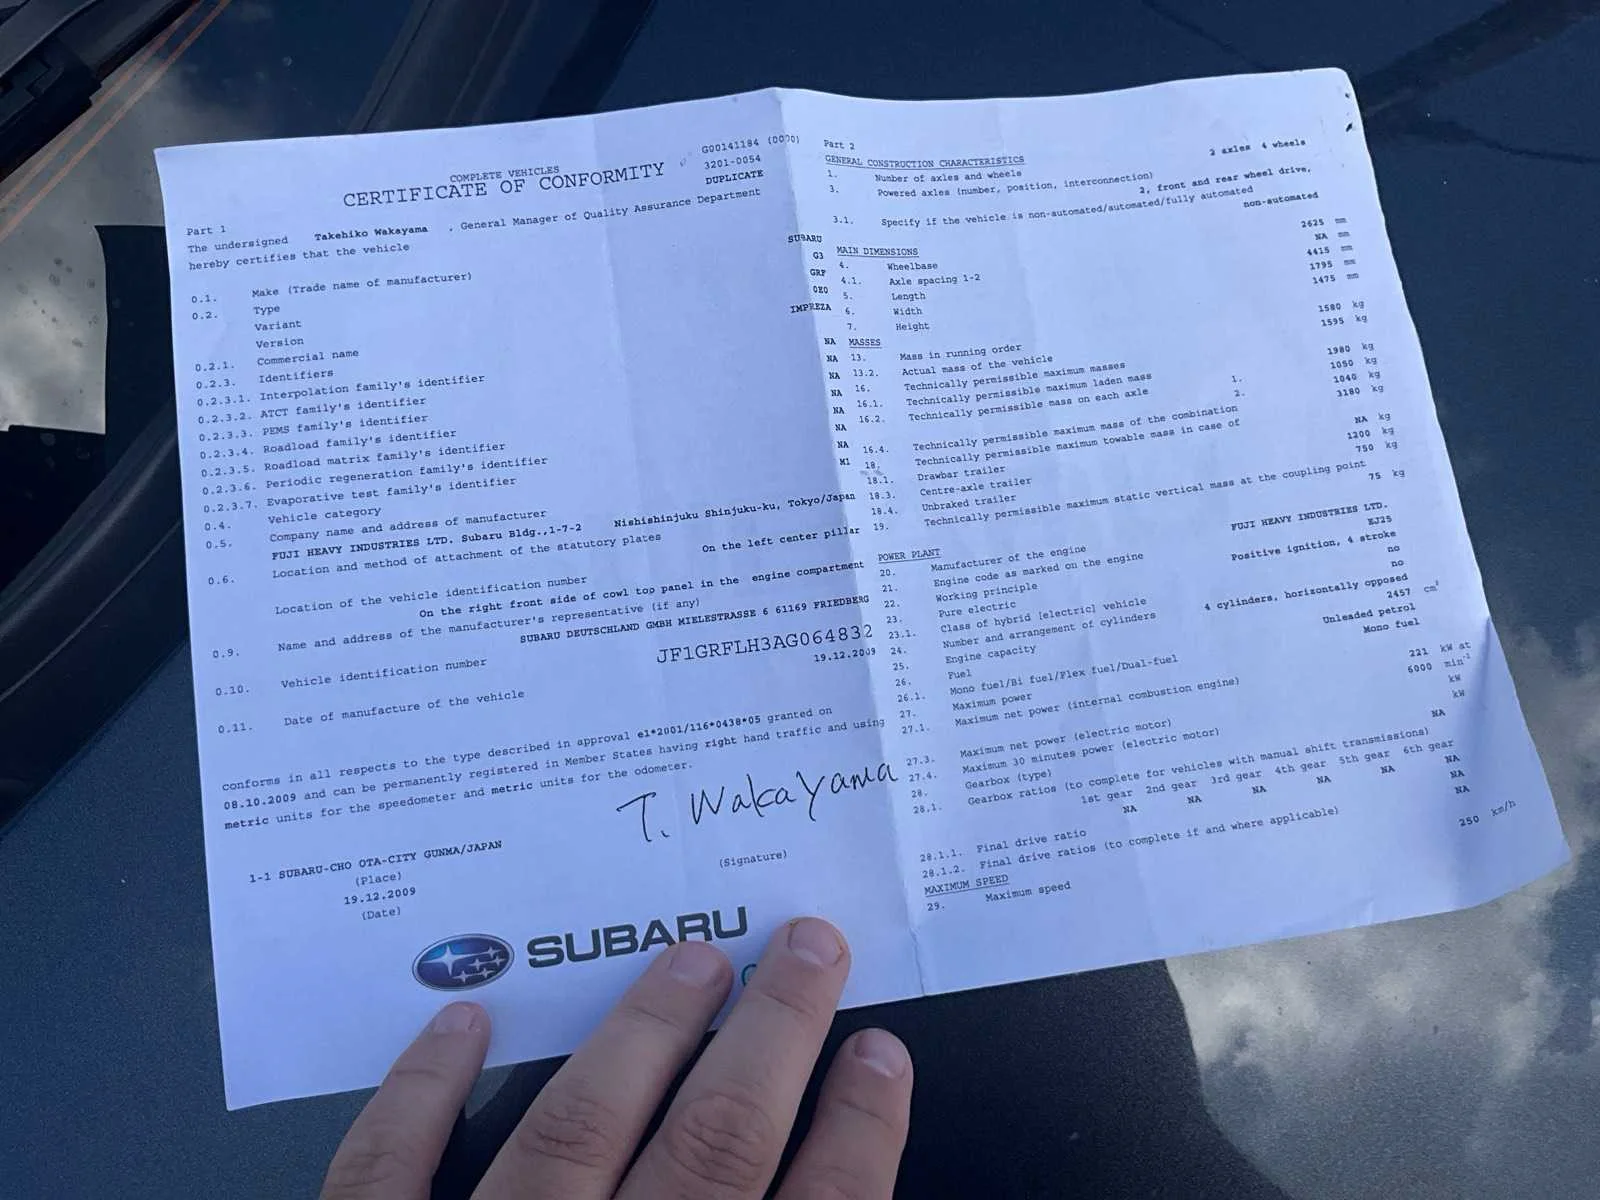 COMPLETE VEHICLES
CERTIFICATE OF CONFORMITY
G00141184 (0000)
3201-0054
DUPLICATE
Part 1
The undersigned Takehiko Wakayama , General Manager of Quality Assurance Department
hereby certifies that the vehicle
0.1. Make (Trade name of manufacturer) SUBARU
0.2. Type G3
Variant GRF
Version
Commercial name IMPREZA
0.2.1.
0.2.3. Identifiers
0.2.3.1. Interpolation family's identifier NA
0.2.3.2. ATCT family's identifier NA
0.2.3.3. PEMS family's identifier NA
0.2.3.4. Roadload family's identifier NA
0.2.3.5. Roadload matrix family's identifier NA
0.2.3.6. Periodic regeneration family's identifier NA
0.2.3.7. Evaporative test family's identifier NA
0.4. Vehicle category M1
0.5. Company name and address of manufacturer
FUJI HEAVY INDUSTRIES LTD. Subaru Bldg.,1-7-2 Nishishinjuku Shinjuku-ku, Tokyo/Japan
0.6. Location and method of attachment of the statutory plates
On the left center pillar
Location of the vehicle identification number
On the right front side of cowl top panel in the engine compartment
0.9. Name and address of the manufacturer's representative (if any)
SUBARU DEUTSCHLAND GMBH MIELESTRASSE 6 61169 FRIEDBERG
0.10. Vehicle identification number JF1GRFLH3AG064832
0.11. Date of manufacture of the vehicle 19.12.2009
conforms in all respects to the type described in approval e1*2001/116*0438*05 granted on
08.10.2009 and can be permanently registered in Member States having right hand traffic and using
metric units for the speedometer and metric units for the odometer.
T. Wakayama
1-1 SUBARU-CHO OTA-CITY GUNMA/JAPAN
(Place)
(Signature)
19.12.2009
(Date)
SUBARU
Part 2
GENERAL CONSTRUCTION CHARACTERISTICS
1. Number of axles and wheels 2 axles 4 wheels
3. Powered axles (number, position, interconnection)
2, front and rear wheel drive,
3.1. Specify if the vehicle is non-automated/automated/fully automated
non-automated
MAIN DIMENSIONS
4. Wheelbase 2625 mm
4.1. Axle spacing 1-2 NA mm
5. Length 4415 mm
6. Width 1795 mm
7. Height 1475 mm
MASSES
13. Mass in running order 1580 kg
13.2. Actual mass of the vehicle 1595 kg
16. Technically permissible maximum masses
16.1. Technically permissible maximum laden mass 1980 kg
16.2. Technically permissible mass on each axle 1. 1050 kg
2. 1040 kg
16.4. Technically permissible maximum mass of the combination 3180 kg
18. Technically permissible maximum towable mass in case of
18.1. Drawbar trailer NA kg
18.3. Centre-axle trailer 1200 kg
18.4. Unbraked trailer 750 kg
19. Technically permissible maximum static vertical mass at the coupling point 75 kg
POWER PLANT
20. Manufacturer of the engine FUJI HEAVY INDUSTRIES LTD.
21. Engine code as marked on the engine EJ25
22. Working principle Positive ignition, 4 stroke
23. Pure electric no
23.1. Class of hybrid [electric] vehicle no
24. Number and arrangement of cylinders 4 cylinders, horizontally opposed
25. Engine capacity 2457 cm³
26. Fuel Unleaded petrol
26.1. Mono fuel/Bi fuel/Flex fuel/Dual-fuel Mono fuel
27. Maximum power
27.1. Maximum net power (internal combustion engine) 221 kW at
6000 min⁻¹
27.3. Maximum net power (electric motor) kW
27.4. Maximum 30 minutes power (electric motor) kW
28. Gearbox (type) NA
28.1. Gearbox ratios (to complete for vehicles with manual shift transmissions)
1st gear 2nd gear 3rd gear 4th gear 5th gear 6th gear
NA NA NA NA NA NA
28.1.1. Final drive ratio NA
28.1.2. Final drive ratios (to complete if and where applicable) NA
MAXIMUM SPEED
29. Maximum speed 250 km/h